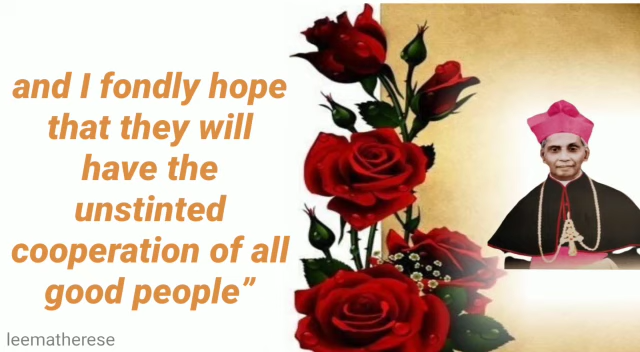 and I fondly hope
that they will
have the
unstinted
cooperation of all
good people”
leematherese